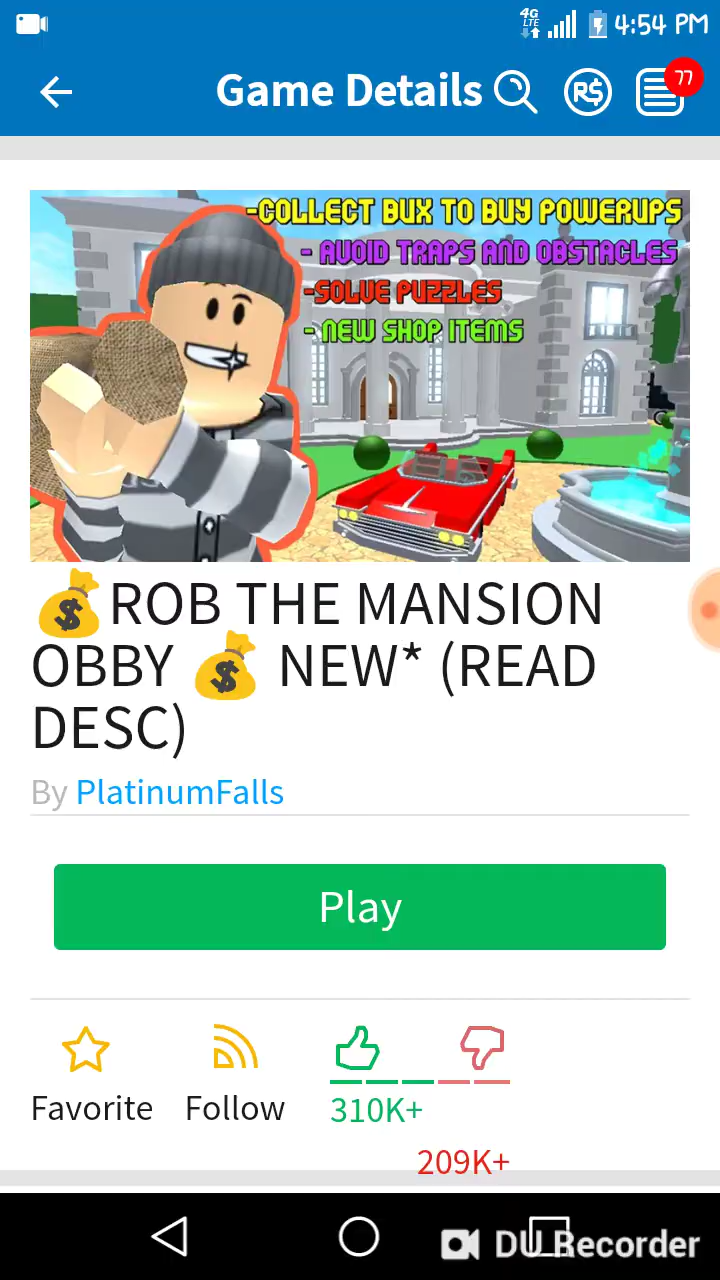 4G
LTE
4:54 PM
Game Details
R$
77
-COLLECT BUX TO BUY POWERUPS
- AVOID TRAPS AND OBSTACLES
-SOLVE PUZZLES
- NEW SHOP ITEMS
💰ROB THE MANSION
OBBY 💰 NEW* (READ
DESC)
By PlatinumFalls
Play
Favorite
Follow
310K+
209K+
DU Recorder